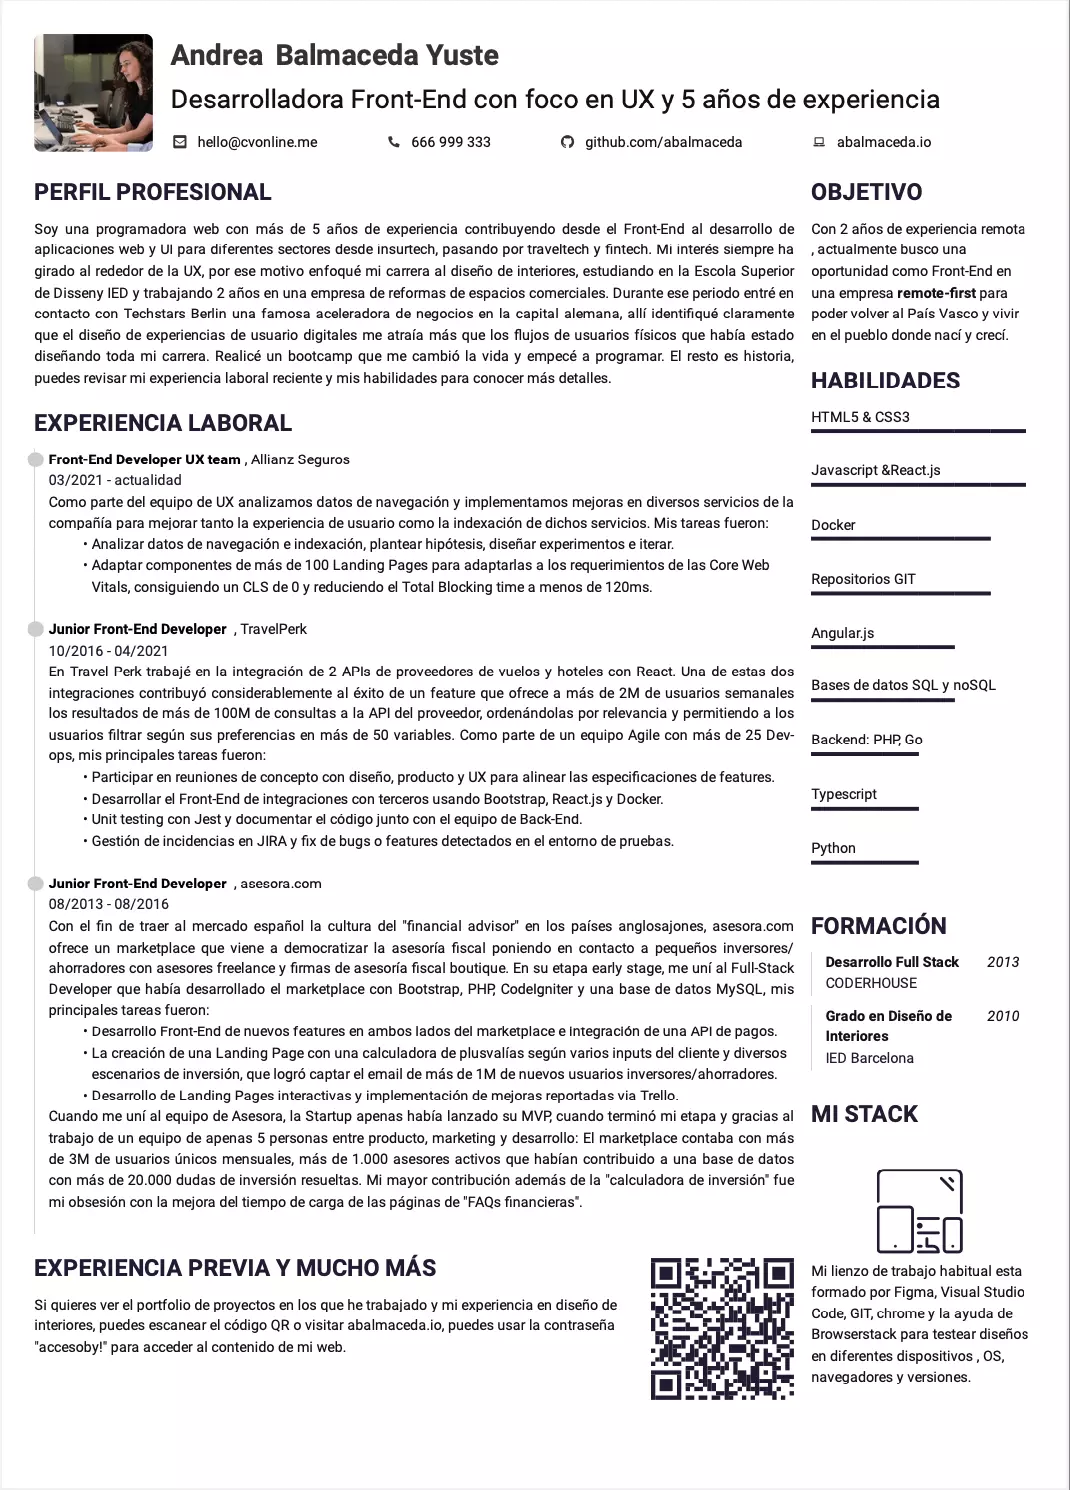 Andrea Balmaceda Yuste
Desarrolladora Front-End con foco en UX y 5 años de experiencia
hello@cvonline.me
666 999 333
github.com/abalmaceda
abalmaceda.io
PERFIL PROFESIONAL
Soy una programadora web con más de 5 años de experiencia contribuyendo desde el Front-End al desarrollo de
aplicaciones web y UI para diferentes sectores desde insurtech, pasando por traveltech y fintech. Mi interés siempre ha
girado al rededor de la UX, por ese motivo enfoqué mi carrera al diseño de interiores, estudiando en la Escola Superior
de Disseny IED y trabajando 2 años en una empresa de reformas de espacios comerciales. Durante ese periodo entré en
contacto con Techstars Berlin una famosa aceleradora de negocios en la capital alemana, allí identifiqué claramente
que el diseño de experiencias de usuario digitales me atraía más que los flujos de usuarios físicos que había estado
diseñando toda mi carrera. Realicé un bootcamp que me cambió la vida y empecé a programar. El resto es historia,
puedes revisar mi experiencia laboral reciente y mis habilidades para conocer más detalles.
EXPERIENCIA LABORAL
Front-End Developer UX team , Allianz Seguros
03/2021 - actualidad
Como parte del equipo de UX analizamos datos de navegación y implementamos mejoras en diversos servicios de la
compañía para mejorar tanto la experiencia de usuario como la indexación de dichos servicios. Mis tareas fueron:
• Analizar datos de navegación e indexación, plantear hipótesis, diseñar experimentos e iterar.
• Adaptar componentes de más de 100 Landing Pages para adaptarlas a los requerimientos de las Core Web
Vitals, consiguiendo un CLS de 0 y reduciendo el Total Blocking time a menos de 120ms.
Junior Front-End Developer , TravelPerk
10/2016 - 04/2021
En Travel Perk trabajé en la integración de 2 APIs de proveedores de vuelos y hoteles con React. Una de estas dos
integraciones contribuyó considerablemente al éxito de un feature que ofrece a más de 2M de usuarios semanales
los resultados de más de 100M de consultas a la API del proveedor, ordenándolas por relevancia y permitiendo a los
usuarios filtrar según sus preferencias en más de 50 variables. Como parte de un equipo Agile con más de 25 Dev-
ops, mis principales tareas fueron:
• Participar en reuniones de concepto con diseño, producto y UX para alinear las especificaciones de features.
• Desarrollar el Front-End de integraciones con terceros usando Bootstrap, React.js y Docker.
• Unit testing con Jest y documentar el código junto con el equipo de Back-End.
• Gestión de incidencias en JIRA y fix de bugs o features detectados en el entorno de pruebas.
Junior Front-End Developer , asesora.com
08/2013 - 08/2016
Con el fin de traer al mercado español la cultura del "financial advisor" en los países anglosajones, asesora.com
ofrece un marketplace que viene a democratizar la asesoría fiscal poniendo en contacto a pequeños inversores/
ahorradores con asesores freelance y firmas de asesoría fiscal boutique. En su etapa early stage, me uní al Full-Stack
Developer que había desarrollado el marketplace con Bootstrap, PHP, CodeIgniter y una base de datos MySQL, mis
principales tareas fueron:
• Desarrollo Front-End de nuevos features en ambos lados del marketplace e integración de una API de pagos.
• La creación de una Landing Page con una calculadora de plusvalías según varios inputs del cliente y diversos
escenarios de inversión, que logró captar el email de más de 1M de nuevos usuarios inversores/ahorradores.
• Desarrollo de Landing Pages interactivas y implementación de mejoras reportadas via Trello.
Cuando me uní al equipo de Asesora, la Startup apenas había lanzado su MVP, cuando terminó mi etapa y gracias al
trabajo de un equipo de apenas 5 personas entre producto, marketing y desarrollo: El marketplace contaba con más
de 3M de usuarios únicos mensuales, más de 1.000 asesores activos que habían contribuido a una base de datos
con más de 20.000 dudas de inversión resueltas. Mi mayor contribución además de la "calculadora de inversión" fue
mi obsesión con la mejora del tiempo de carga de las páginas de "FAQs financieras".
EXPERIENCIA PREVIA Y MUCHO MÁS
Si quieres ver el portfolio de proyectos en los que he trabajado y mi experiencia en diseño de
interiores, puedes escanear el código QR o visitar abalmaceda.io, puedes usar la contraseña
"accesoby!" para acceder al contenido de mi web.
OBJETIVO
Con 2 años de experiencia remota
, actualmente busco una
oportunidad como Front-End en
una empresa remote-first para
poder volver al País Vasco y vivir
en el pueblo donde nací y crecí.
HABILIDADES
HTML5 & CSS3
Javascript &React.js
Docker
Repositorios GIT
Angular.js
Bases de datos SQL y noSQL
Backend: PHP, Go
Typescript
Python
FORMACIÓN
Desarrollo Full Stack 2013
CODERHOUSE
Grado en Diseño de 2010
Interiores
IED Barcelona
MI STACK
Mi lienzo de trabajo habitual esta
formado por Figma, Visual Studio
Code, GIT, chrome y la ayuda de
Browserstack para testear diseños
en diferentes dispositivos , OS,
navegadores y versiones.